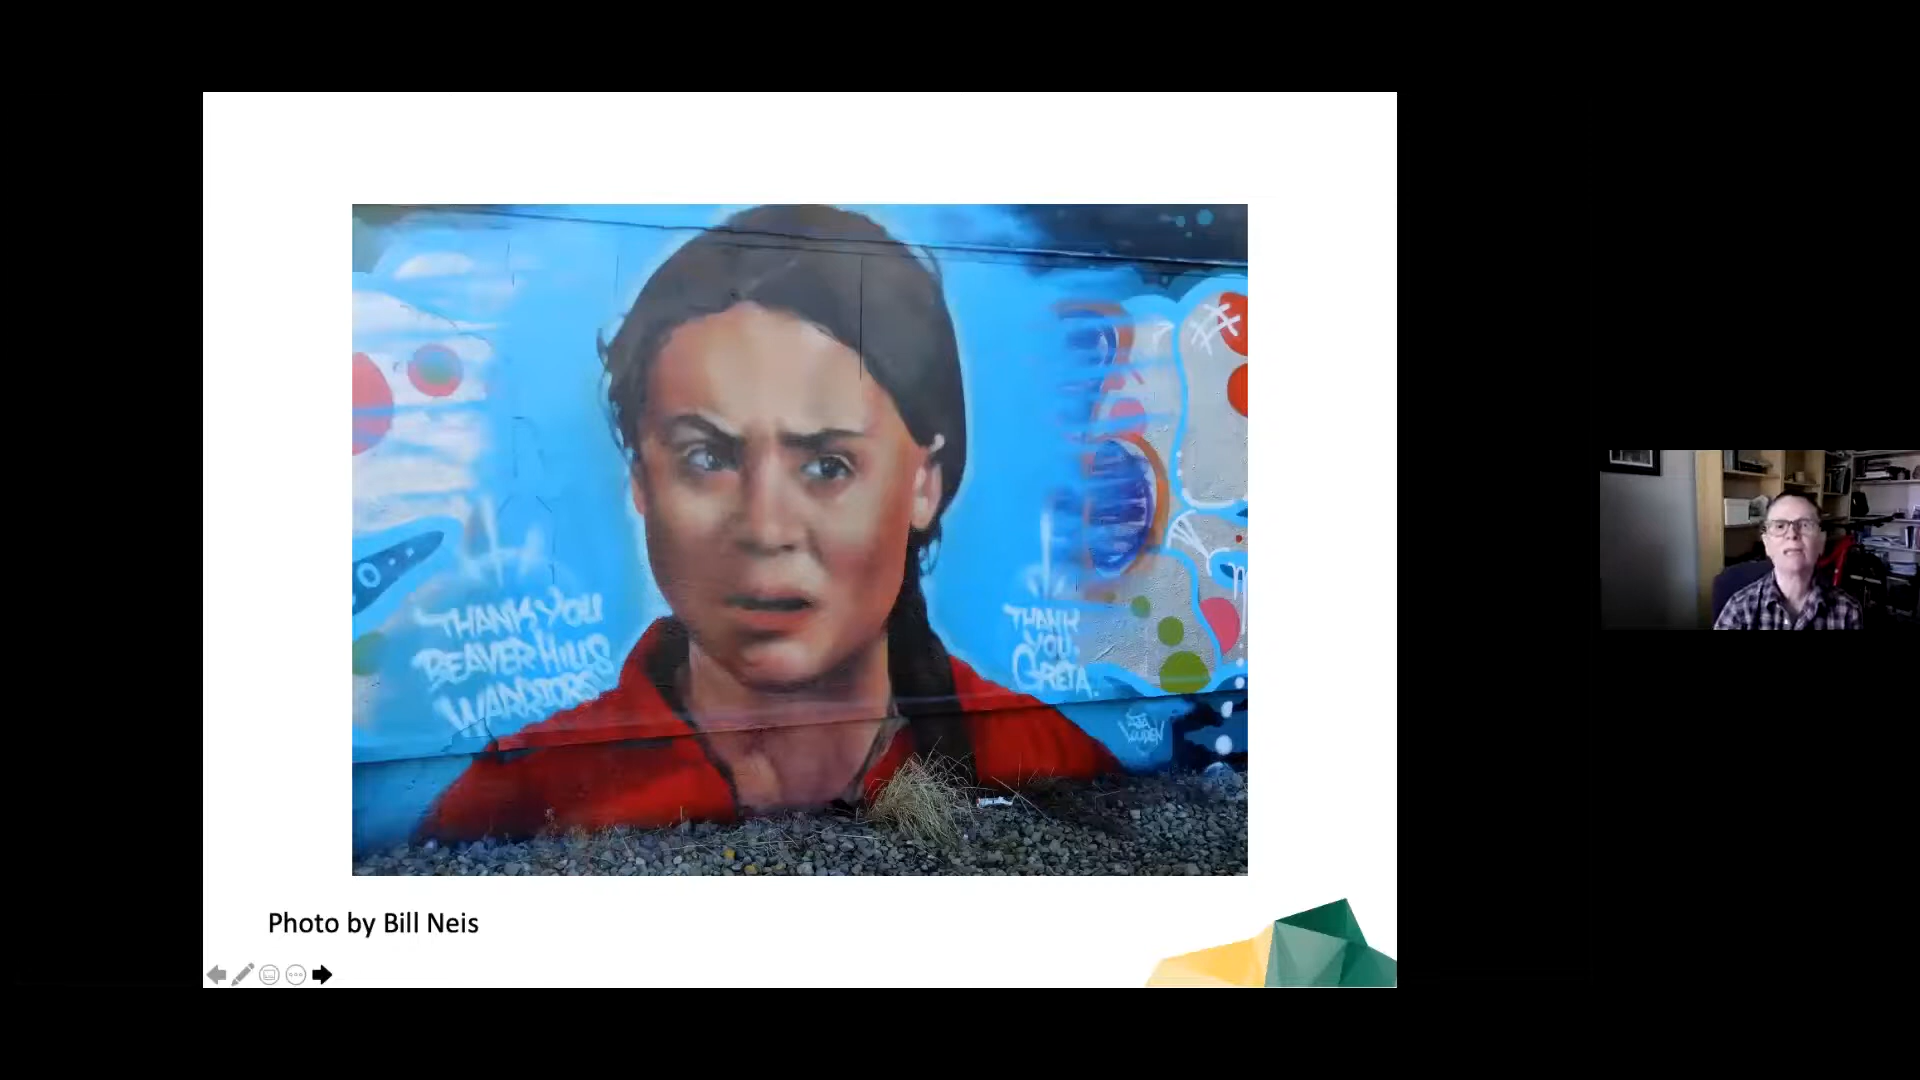 THANK YOU
BEAVER HILLS
WARRIORS
THANK
YOU.
GRETA.
Photo by Bill Neis